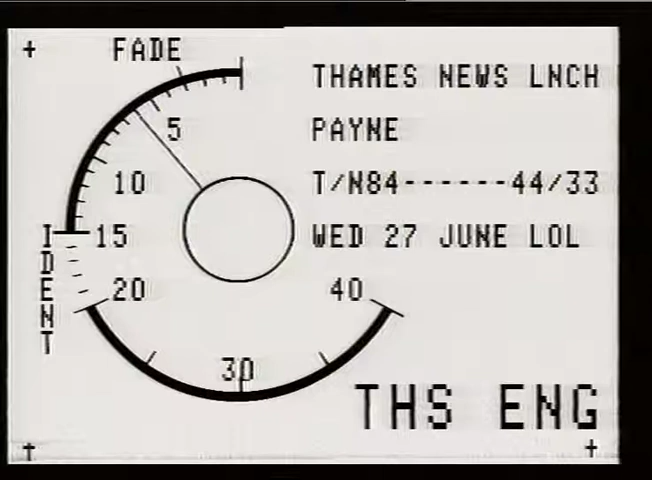 FADE
THAMES NEWS LNCH
5
PAYNE
10
T/N84------44/33
IDENT
15
WED 27 JUNE LOL
20
40
30
THS ENG